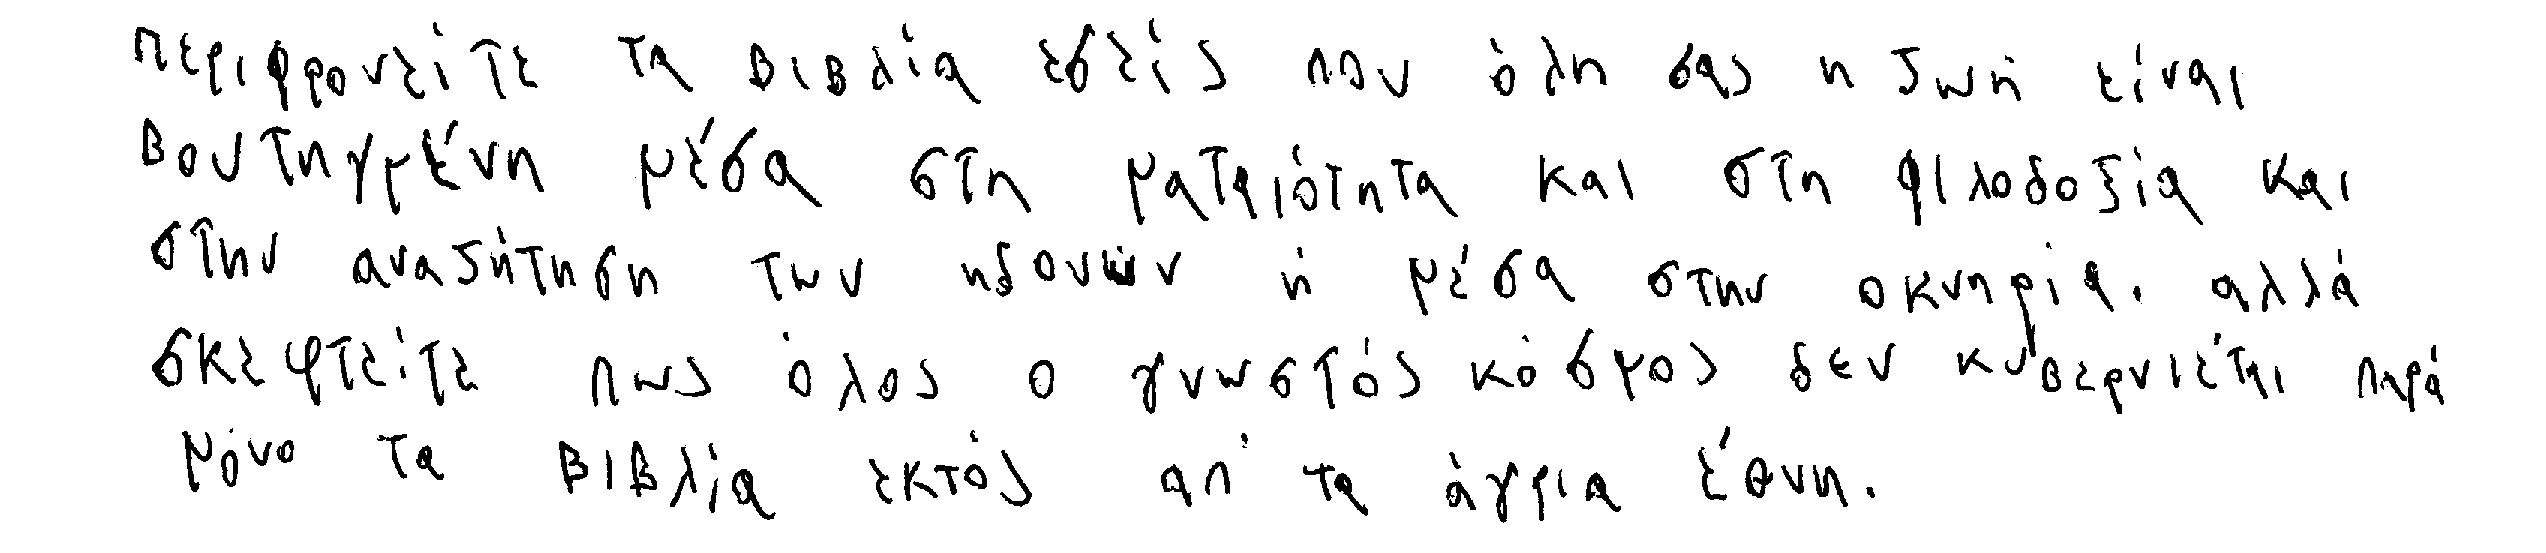 περιφρονείτε τα βιβλία εσείς που όλη σας η ζωή είναι
βουτηγμένη μέσα στη ματαιότητα και στη φιλοδοξία και
στην αναζήτηση των ηδονών ή μέσα στην οκνηρία. αλλά
σκεφτείτε πως όλος ο γνωστός κόσμος δεν κυβερνιέται παρά
μόνο τα βιβλία εκτός απ' τα άγρια έθνη.